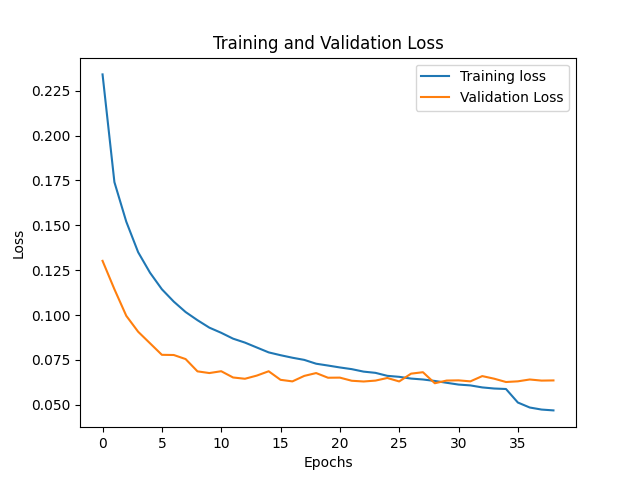 Training and Validation Loss
Training loss
Validation Loss
0.225
0.200
0.175
0.150
0.125
0.100
0.075
0.050
Loss
0 5 10 15 20 25 30 35
Epochs